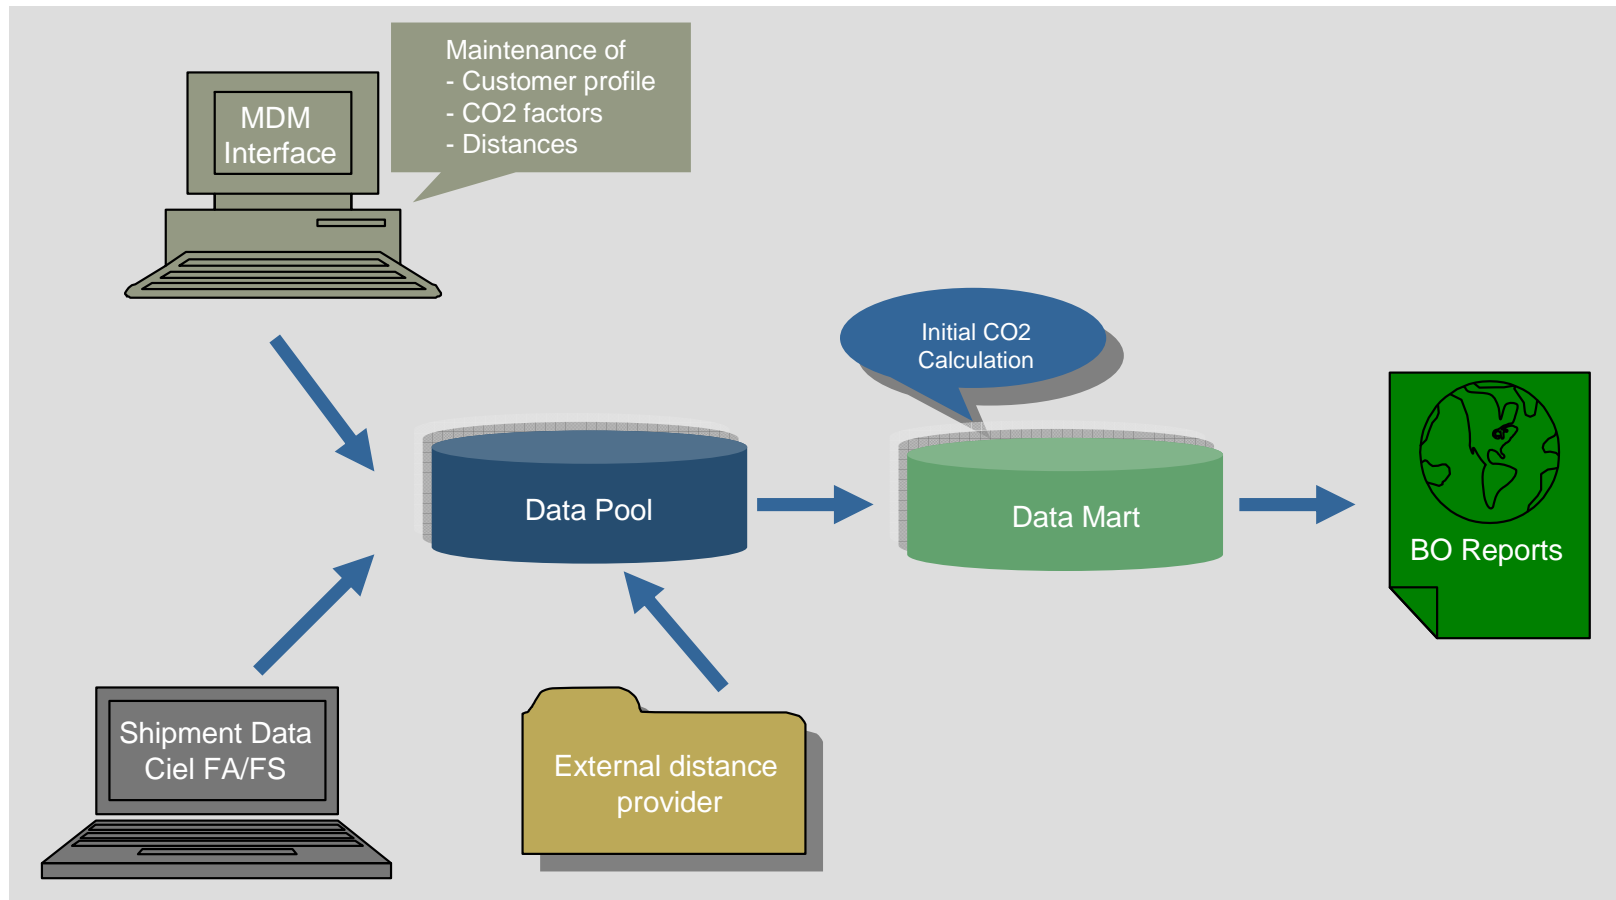 Maintenance of
- Customer profile
- CO2 factors
- Distances
MDM
Interface
Initial CO2
Calculation
Data Pool
Data Mart
BO Reports
Shipment Data
Ciel FA/FS
External distance
provider